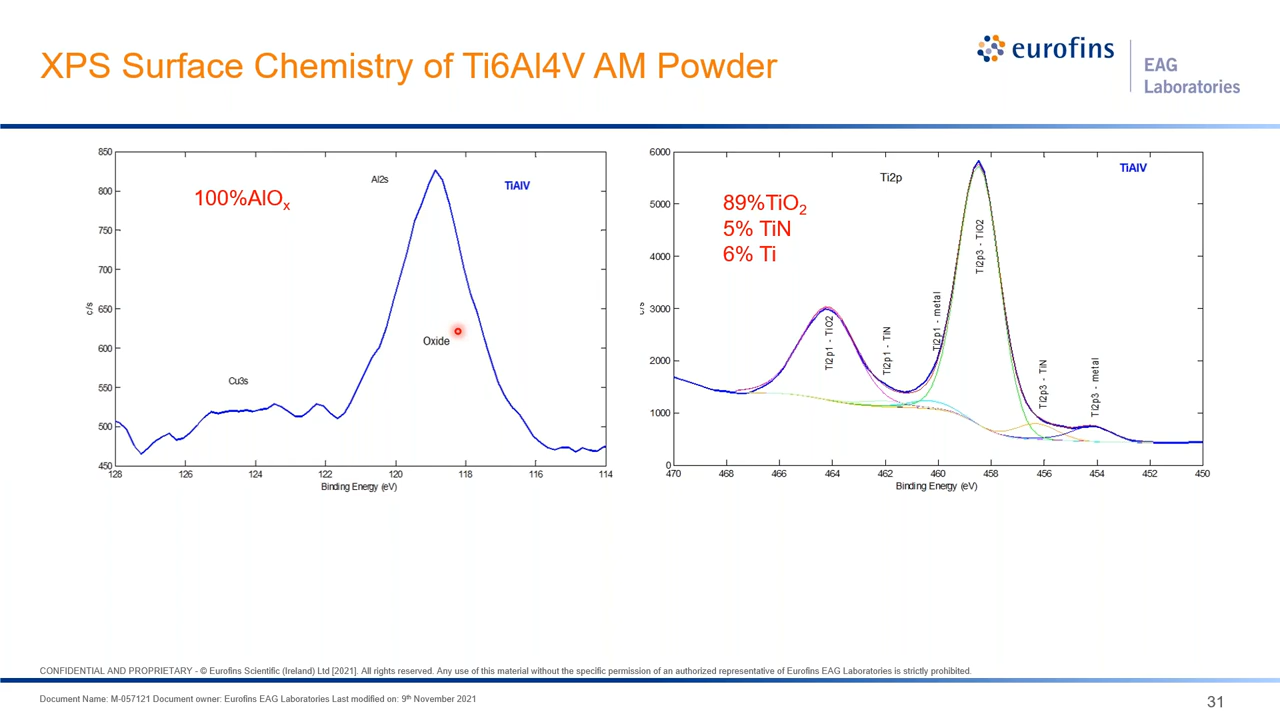 XPS Surface Chemistry of Ti6Al4V AM Powder
eurofins
EAG
Laboratories
850
800
750
700
650
600
550
500
450
c/s
128
126
124
122
120
118
116
114
Binding Energy (eV)
100%AlOₓ
Al2s
TiAlV
Oxide
Cu3s
6000
5000
4000
3000
2000
1000
0
c/s
470
468
466
464
462
460
458
456
454
452
450
Binding Energy (eV)
Ti2p
TiAlV
89%TiO₂
5% TiN
6% Ti
Ti2p1 - TiO2
Ti2p1 - TiN
Ti2p1 - metal
Ti2p3 - TiO2
Ti2p3 - TiN
Ti2p3 - metal
CONFIDENTIAL AND PROPRIETARY - © Eurofins Scientific (Ireland) Ltd [2021]. All rights reserved. Any use of this material without the specific permission of an authorized representative of Eurofins EAG Laboratories is strictly prohibited.
Document Name: M-057121 Document owner: Eurofins EAG Laboratories Last modified on: 9th November 2021
31